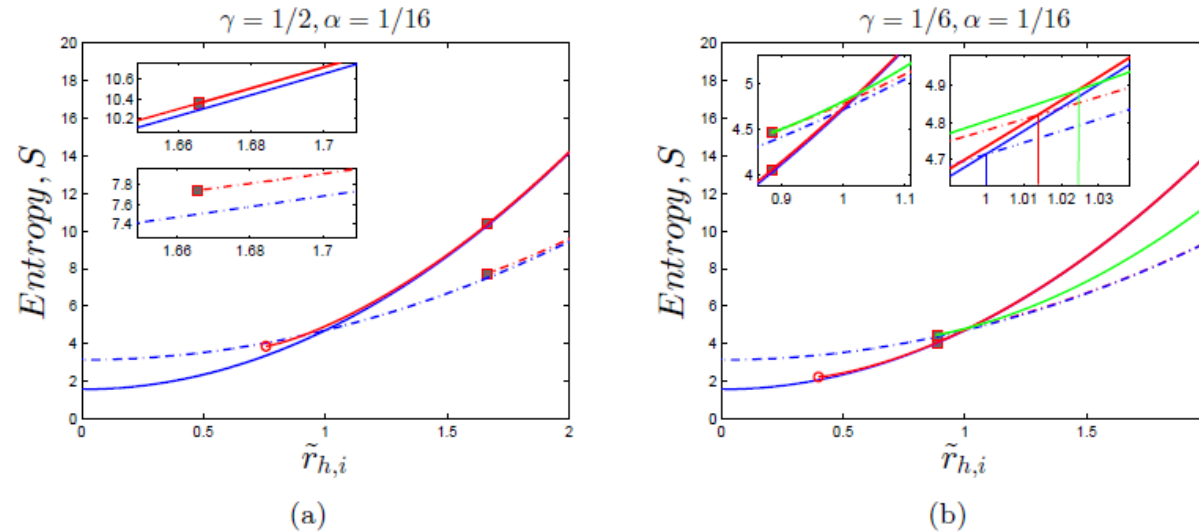 γ = 1/2, α = 1/16
20
18
16
14
12
10
8
6
4
2
0
Entropy, S
10.6
10.4
10.2
1.66 1.68 1.7
7.8
7.6
7.4
1.66 1.68 1.7
0 0.5 1 1.5 2
r̃h,i
(a)
γ = 1/6, α = 1/16
20
18
16
14
12
10
8
6
4
2
0
Entropy, S
5
4.5
4
0.9 1 1.1
4.9
4.8
4.7
1 1.01 1.02 1.03
0 0.5 1 1.5
r̃h,i
(b)